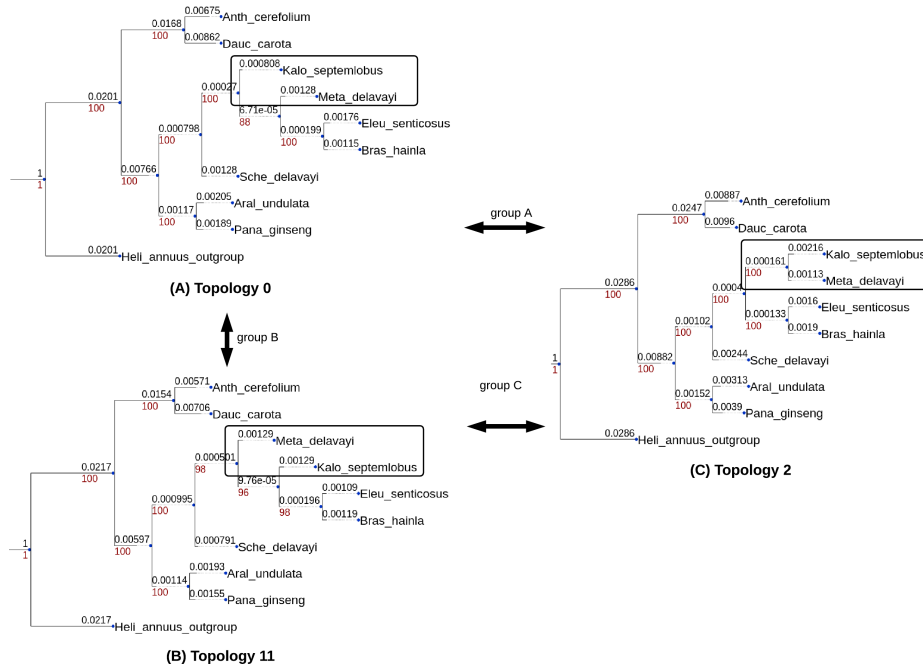 0.00675
Anth_cerefolium
0.0168
100
0.00862
Dauc_carota
0.000808
Kalo_septemlobus
0.00027
100
0.00128
Meta_delavayi
0.0201
100
6.71e-05
88
0.00176
Eleu_senticosus
0.000199
100
0.00115
Bras_hainla
0.000798
100
0.00766
100
0.00128
Sche_delavayi
1
1
0.00205
Aral_undulata
0.00117
100
0.00189
Pana_ginseng
0.0201
Heli_annuus_outgroup
(A) Topology 0
group A
group B
group C
0.00571
Anth_cerefolium
0.0154
100
0.00706
Dauc_carota
0.00129
Meta_delavayi
0.000501
98
0.00129
Kalo_septemlobus
0.0217
100
9.76e-05
96
0.00109
Eleu_senticosus
0.000196
98
0.00119
Bras_hainla
0.000995
100
0.00597
100
0.000791
Sche_delavayi
1
1
0.00193
Aral_undulata
0.00114
100
0.00155
Pana_ginseng
0.0217
Heli_annuus_outgroup
(B) Topology 11
0.00887
Anth_cerefolium
0.0247
100
0.0096
Dauc_carota
0.00216
Kalo_septemlobus
0.000161
100
0.00113
Meta_delavayi
0.0286
100
0.0004
100
0.0016
Eleu_senticosus
0.000133
100
0.0019
Bras_hainla
0.00102
100
0.00882
100
0.00244
Sche_delavayi
1
1
0.00313
Aral_undulata
0.00152
100
0.0039
Pana_ginseng
0.0286
Heli_annuus_outgroup
(C) Topology 2